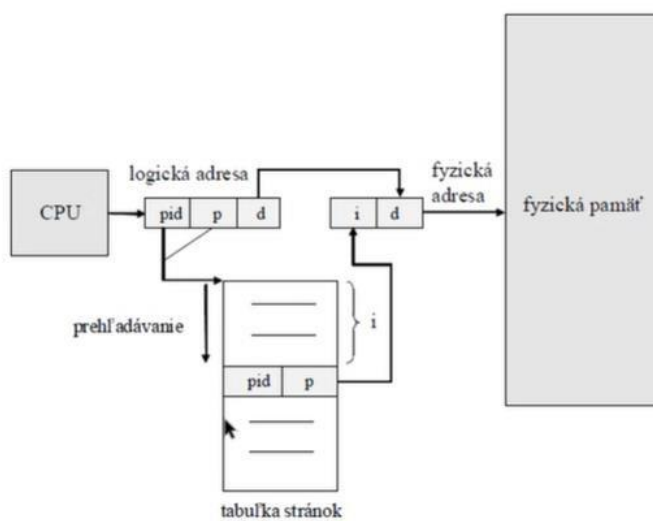 logická adresa
fyzická
adresa
CPU
pid p d
i d
fyzická pamäť
prehľadávanie
i
pid p
tabuľka stránok